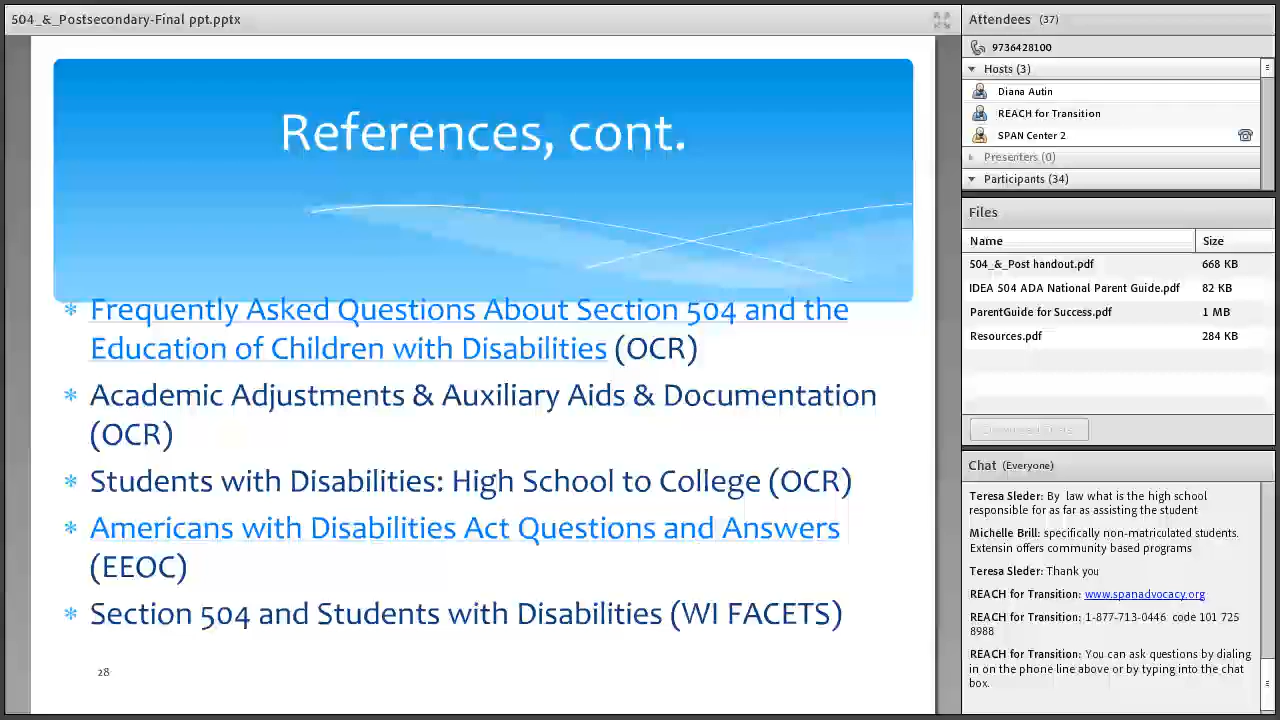 504_&_Postsecondary-Final ppt.pptx
References, cont.
* Frequently Asked Questions About Section 504 and the
Education of Children with Disabilities (OCR)
* Academic Adjustments & Auxiliary Aids & Documentation
(OCR)
* Students with Disabilities: High School to College (OCR)
* Americans with Disabilities Act Questions and Answers
(EEOC)
* Section 504 and Students with Disabilities (WI FACETS)
28
Attendees (37)
9736428100
Hosts (3)
Diana Autin
REACH for Transition
SPAN Center 2
Presenters (0)
Participants (34)
Files
Name Size
504_&_Post handout.pdf 668 KB
IDEA 504 ADA National Parent Guide.pdf 82 KB
ParentGuide for Success.pdf 1 MB
Resources.pdf 284 KB
Chat (Everyone)
Teresa Sleder: By law what is the high school
responsible for as far as assisting the student
Michelle Brill: specifically non-matriculated students.
Extensin offers community based programs
Teresa Sleder: Thank you
REACH for Transition: www.spanadvocacy.org
REACH for Transition: 1-877-713-0446 code 101 725
8988
REACH for Transition: You can ask questions by dialing
in on the phone line above or by typing into the chat
box.